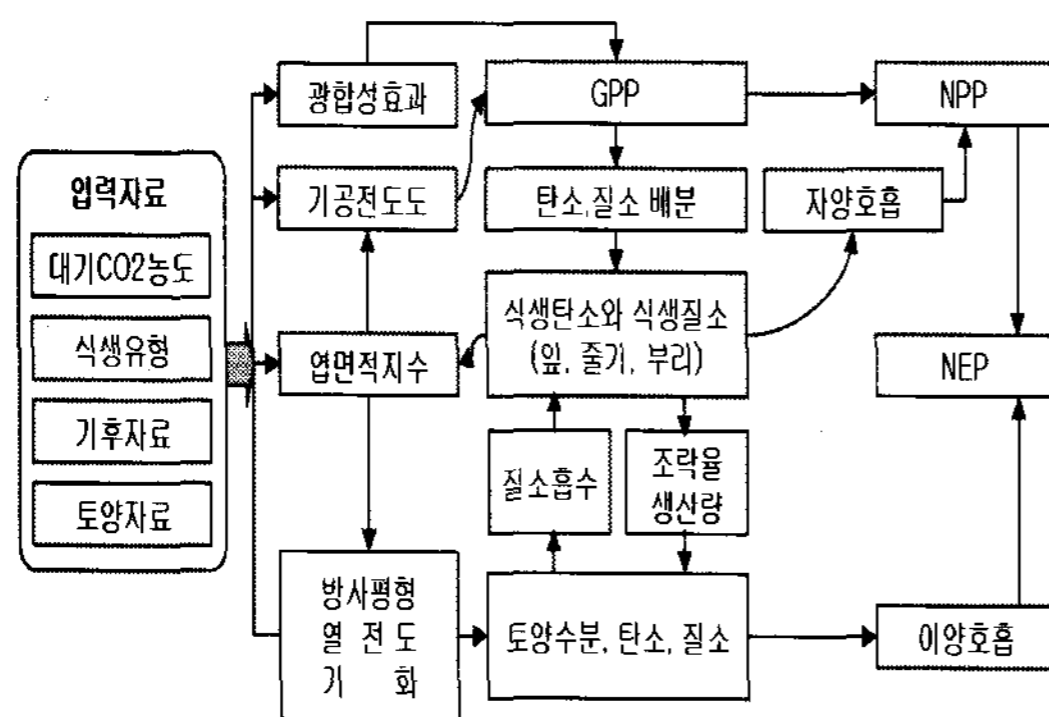 광합성효과
GPP
NPP
입력자료
기공전도도
탄소,질소 배분
자양호흡
대기CO2농도
식생탄소와 식생질소
(잎, 줄기, 부리)
식생유형
엽면적지수
NEP
기후자료
질소흡수
조락율
생산량
토양자료
방사평형
열 전 도
기 화
토양수분, 탄소, 질소
이양호흡